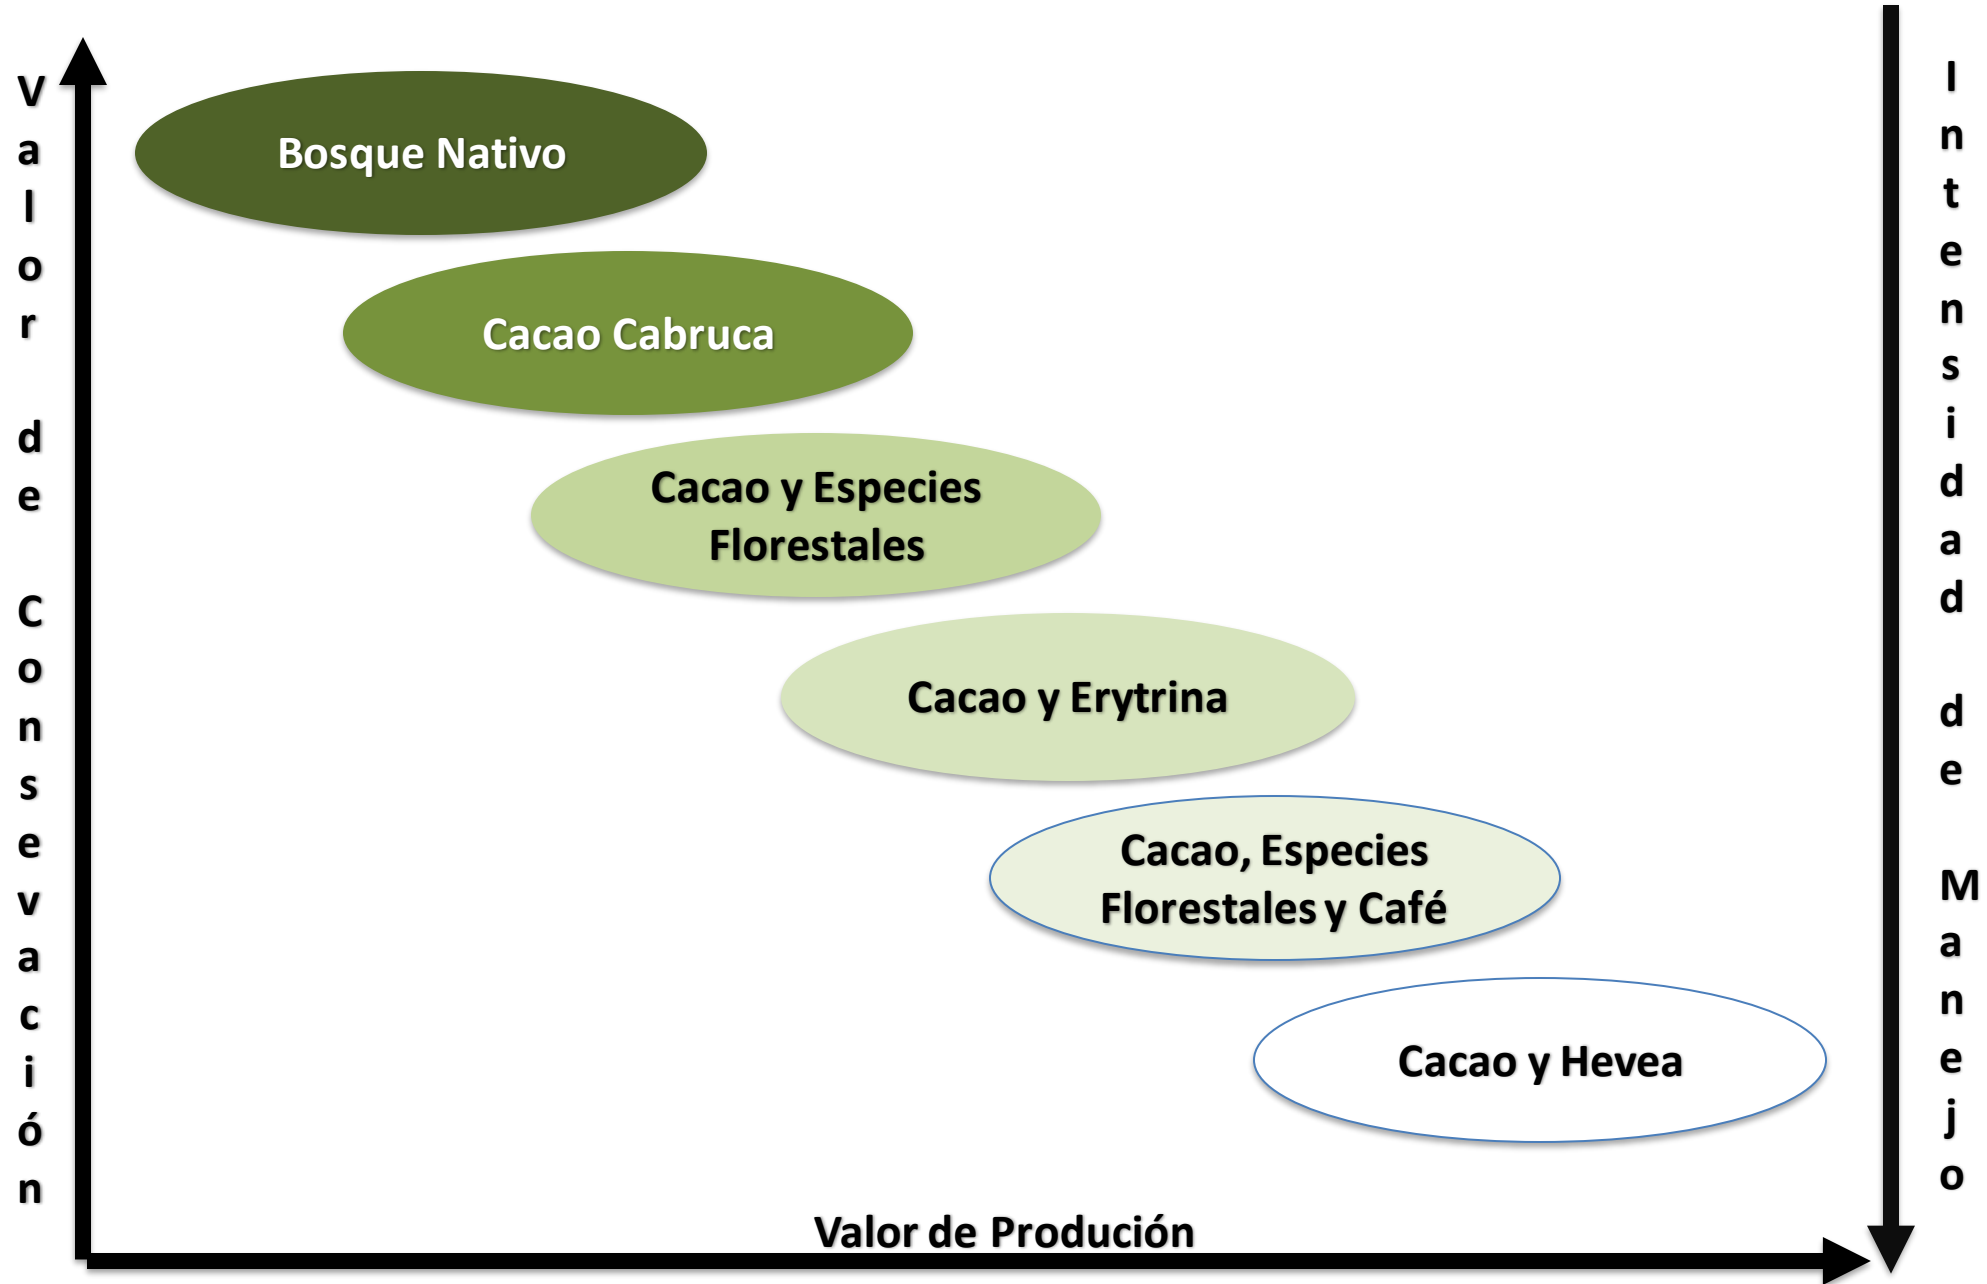 Valor de Consevación
Bosque Nativo
Cacao Cabruca
Cacao y Especies
Florestales
Cacao y Erytrina
Cacao, Especies
Florestales y Café
Cacao y Hevea
Valor de Produción
Intensidad de Manejo